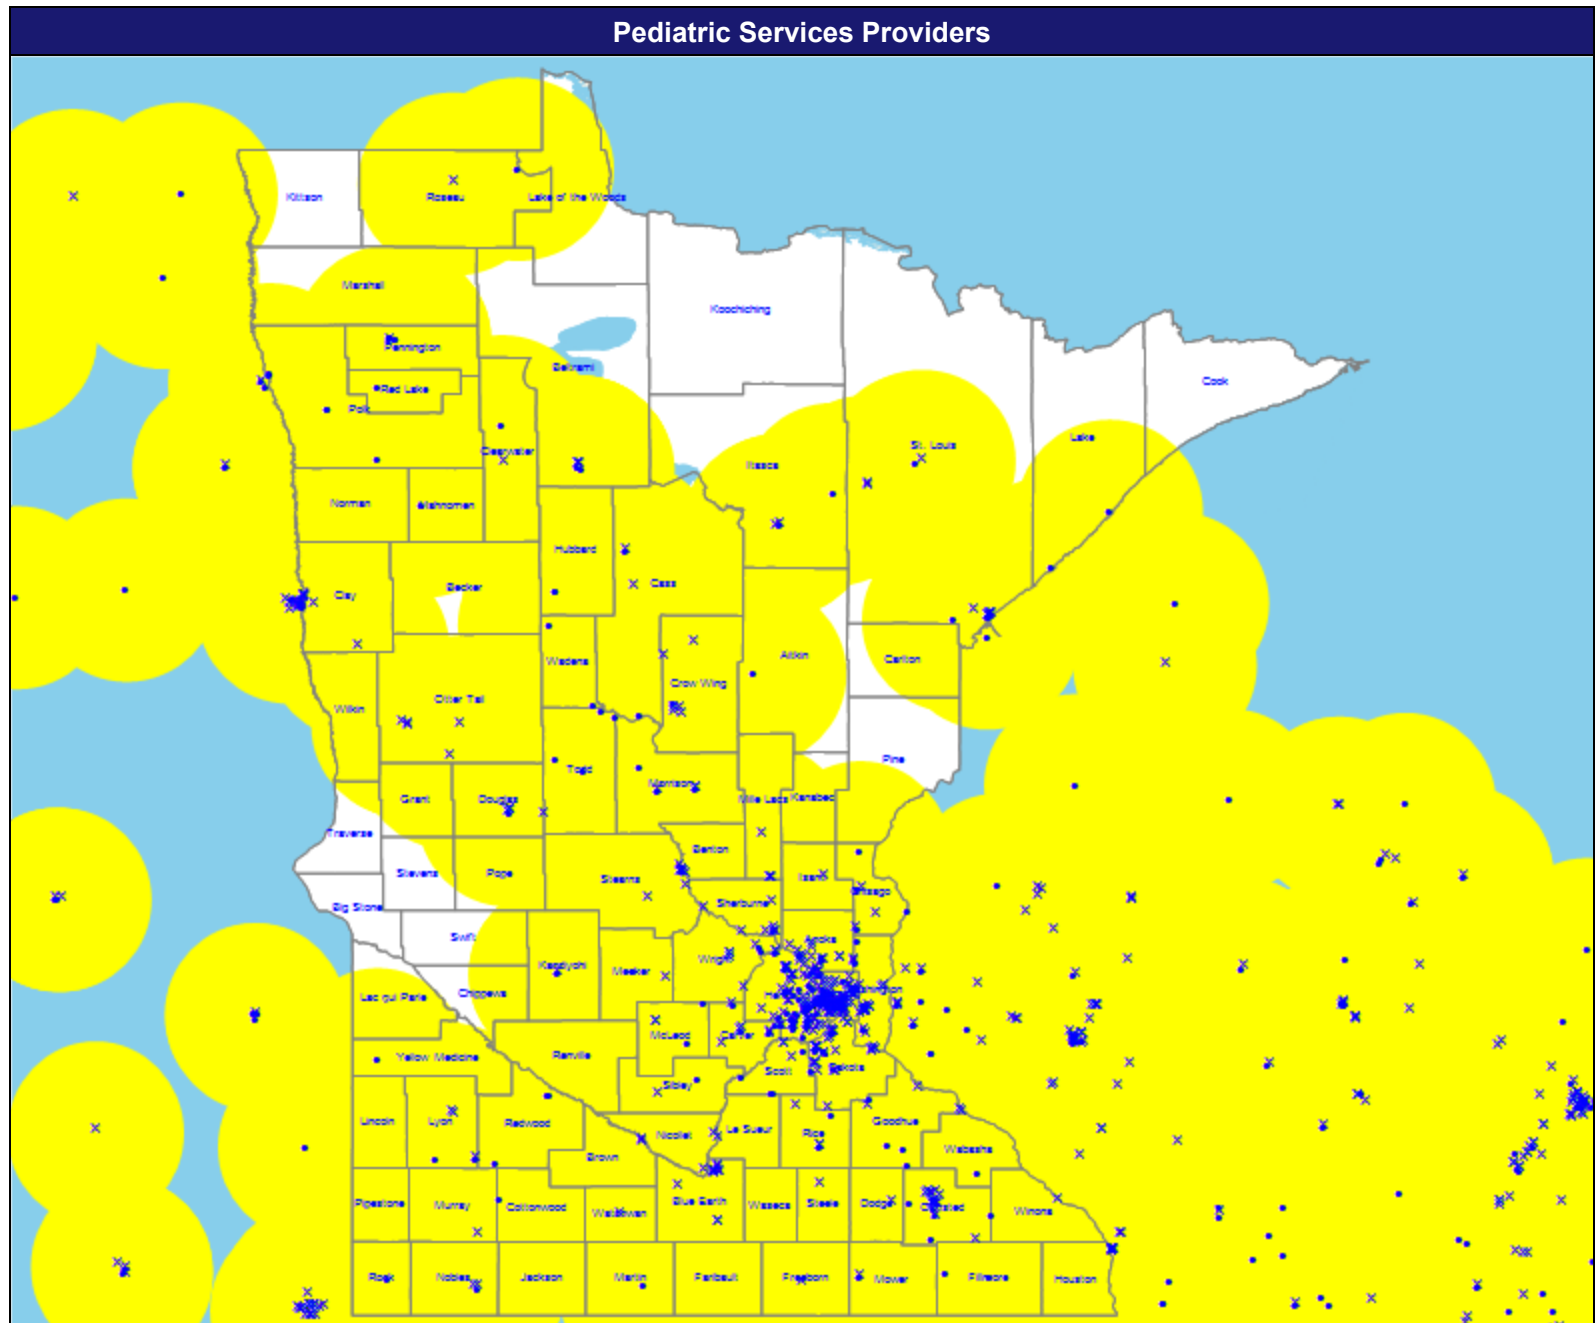 Pediatric Services Providers
Kittson
Roseau
Lake of the Woods
Marshall
Koochiching
Pennington
Beltrami
Cook
Red Lake
Polk
Lake
Clearwater
St. Louis
Itasca
Norman
Mahnomen
Hubbard
Becker
Cass
Clay
Aitkin
Carlton
Wadena
Crow Wing
Otter Tail
Wilkin
Pine
Todd
Morrison
Grant
Douglas
Mille Lacs
Kanabec
Traverse
Benton
Stevens
Pope
Stearns
Isanti
Chisago
Sherburne
Big Stone
Swift
Anoka
Wright
Kandiyohi
Meeker
Lac qui Parle
Chippewa
McLeod
Carver
Yellow Medicine
Renville
Scott
Dakota
Sibley
Lincoln
Lyon
Redwood
Goodhue
Le Sueur
Rice
Nicollet
Wabasha
Brown
Pipestone
Murray
Cottonwood
Watonwan
Blue Earth
Waseca
Steele
Dodge
Olmsted
Winona
Rock
Nobles
Jackson
Martin
Faribault
Freeborn
Mower
Fillmore
Houston